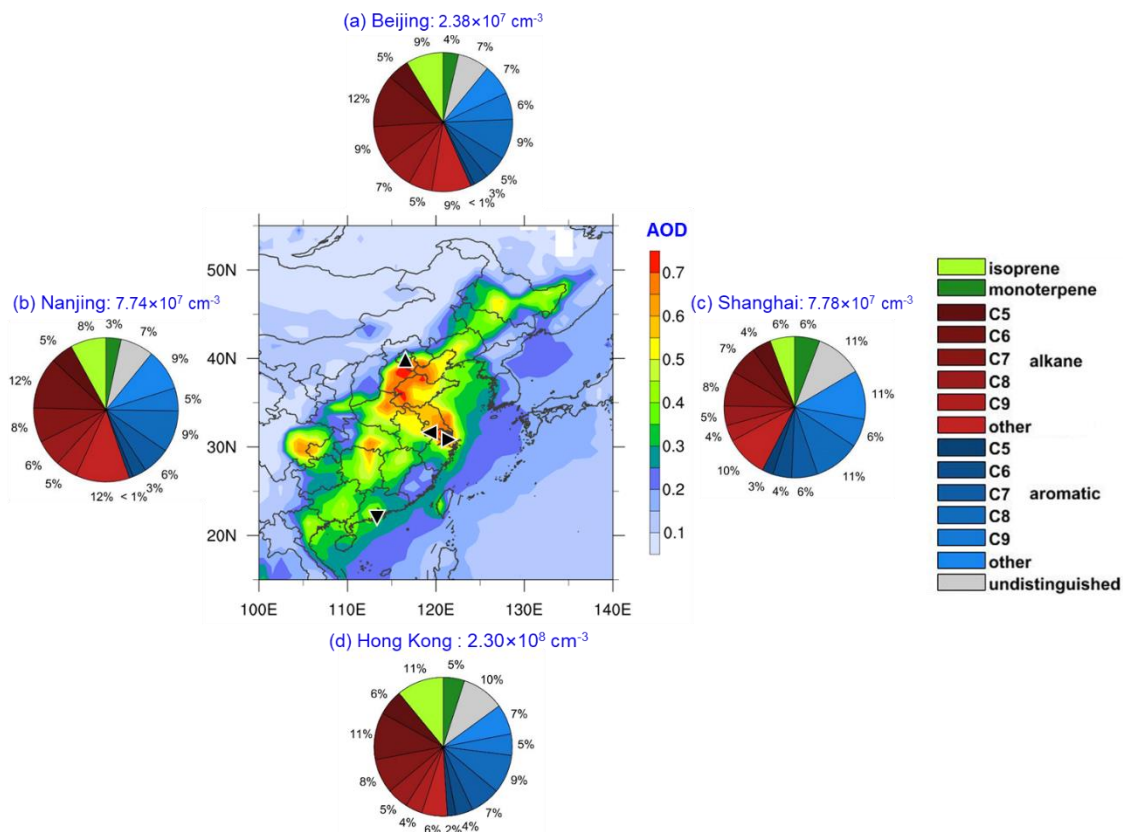 (a) Beijing: 2.38×10⁷ cm⁻³
9% 4%
5% 7%
7%
12%
6%
9%
9%
7%
5%
5% 9% < 1% 3%
(b) Nanjing: 7.74×10⁷ cm⁻³
8% 3%
5% 7%
9%
12%
5%
8%
9%
6%
6%
5% 12% < 1% 3%
AOD
0.7
0.6
0.5
0.4
0.3
0.2
0.1
50N
40N
30N
20N
100E 110E 120E 130E 140E
(c) Shanghai: 7.78×10⁷ cm⁻³
6% 6%
4%
7% 11%
8% 11%
5%
6%
4%
10% 11%
3% 4% 6%
(d) Hong Kong : 2.30×10⁸ cm⁻³
11% 5%
6% 10%
7%
11%
5%
8%
9%
5%
7%
4% 6% 2% 4%
isoprene
monoterpene
C5
C6
C7 alkane
C8
C9
other
C5
C6
C7 aromatic
C8
C9
other
undistinguished